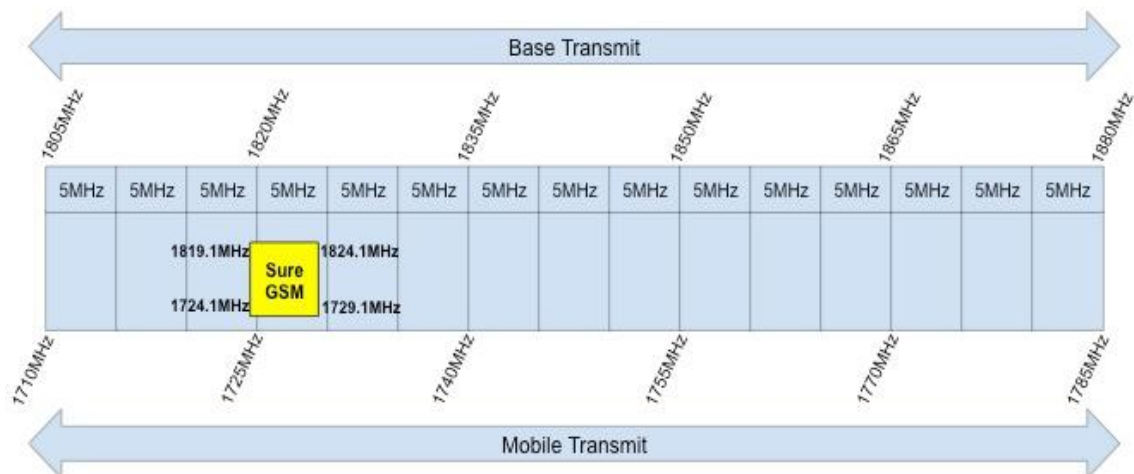 Base Transmit
1805MHz 1820MHz 1835MHz 1850MHz 1865MHz 1880MHz
5MHz 5MHz 5MHz 5MHz 5MHz 5MHz 5MHz 5MHz 5MHz 5MHz 5MHz 5MHz 5MHz 5MHz 5MHz
1819.1MHz 1824.1MHz
Sure
GSM
1724.1MHz 1729.1MHz
1710MHz 1725MHz 1740MHz 1755MHz 1770MHz 1785MHz
Mobile Transmit